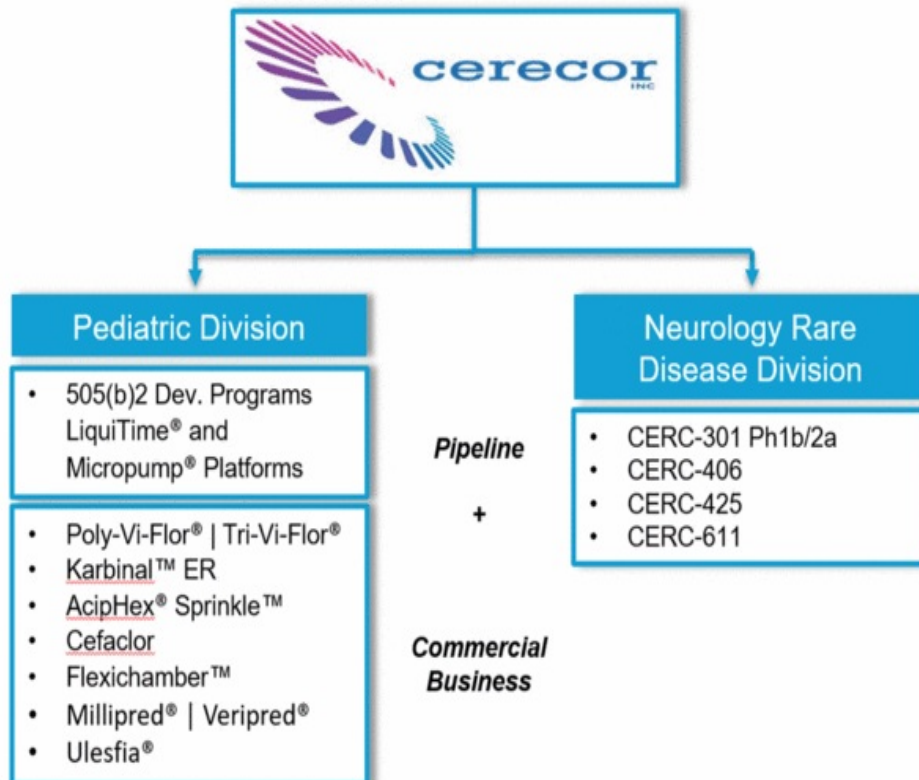 cerecor
INC
Pediatric Division
• 505(b)2 Dev. Programs
LiquiTime® and
Micropump® Platforms
• Poly-Vi-Flor® | Tri-Vi-Flor®
• Karbinal™ ER
• AcipHex® Sprinkle™
• Cefaclor
• Flexichamber™
• Millipred® | Veripred®
• Ulesfia®
Pipeline
+
Commercial
Business
Neurology Rare
Disease Division
• CERC-301 Ph1b/2a
• CERC-406
• CERC-425
• CERC-611